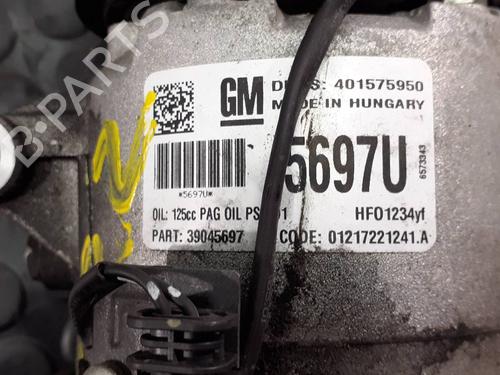 B-PARTS
GM
401575950
MADE IN HUNGARY
5697U
*5697U*
6573343
OIL: 125cc PAG OIL HFO1234yf
PART: 39045697 CODE: 01217221241.A